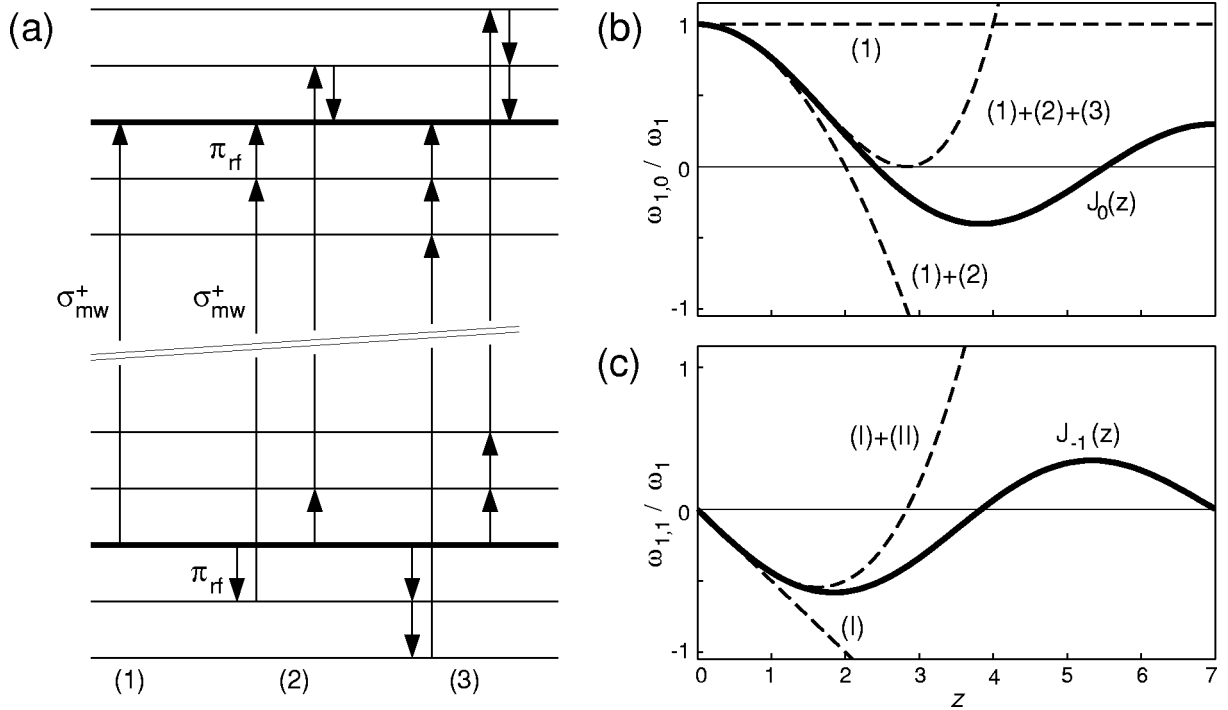 (a)
π_rf
σ⁺_mw
σ⁺_mw
π_rf
(1)
(2)
(3)
(b)
1
0
-1
ω_1,0 / ω_1
(1)
(1)+(2)+(3)
J_0(z)
(1)+(2)
(c)
1
0
-1
ω_1,1 / ω_1
(I)+(II)
J_-1(z)
(I)
0
1
2
3
4
5
6
7
z